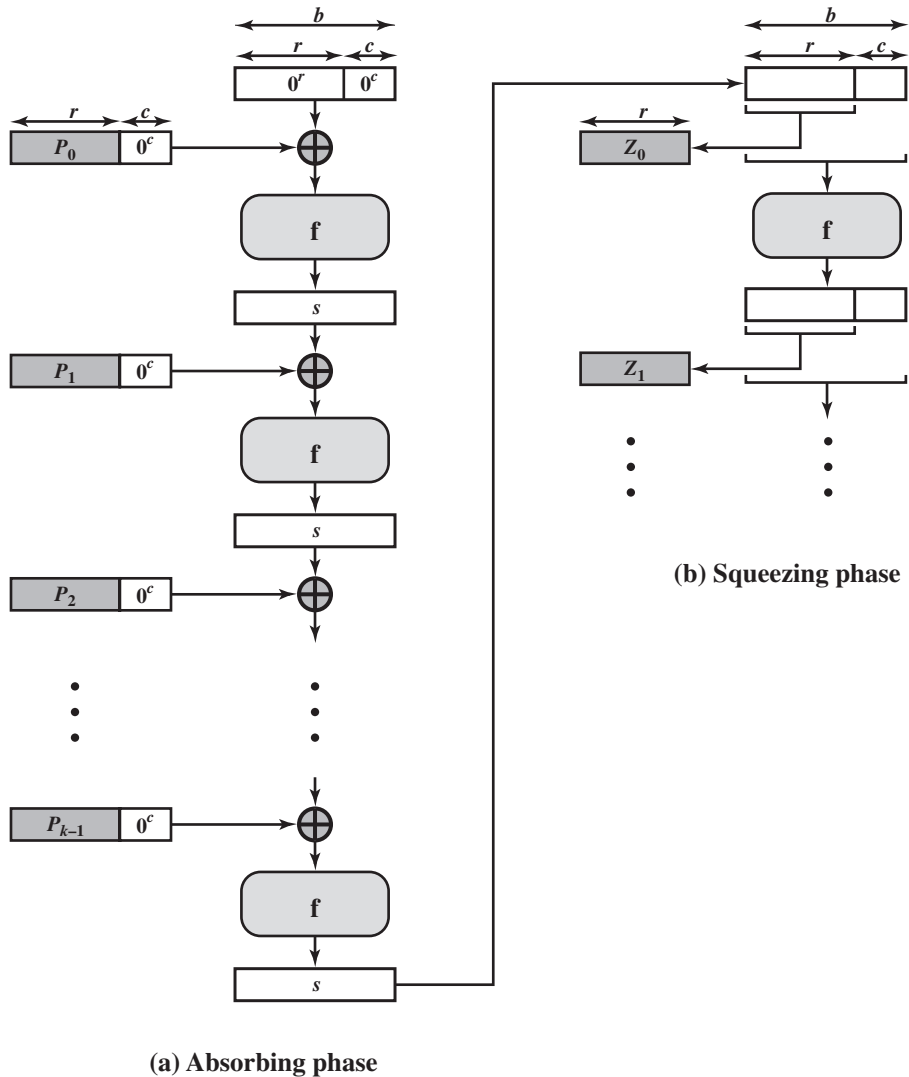 b
r c
0^r 0^c
r c
P_0 0^c
f
s
P_1 0^c
f
s
P_2 0^c
P_{k–1} 0^c
f
s
(a) Absorbing phase
b
r c
r
Z_0
f
Z_1
(b) Squeezing phase